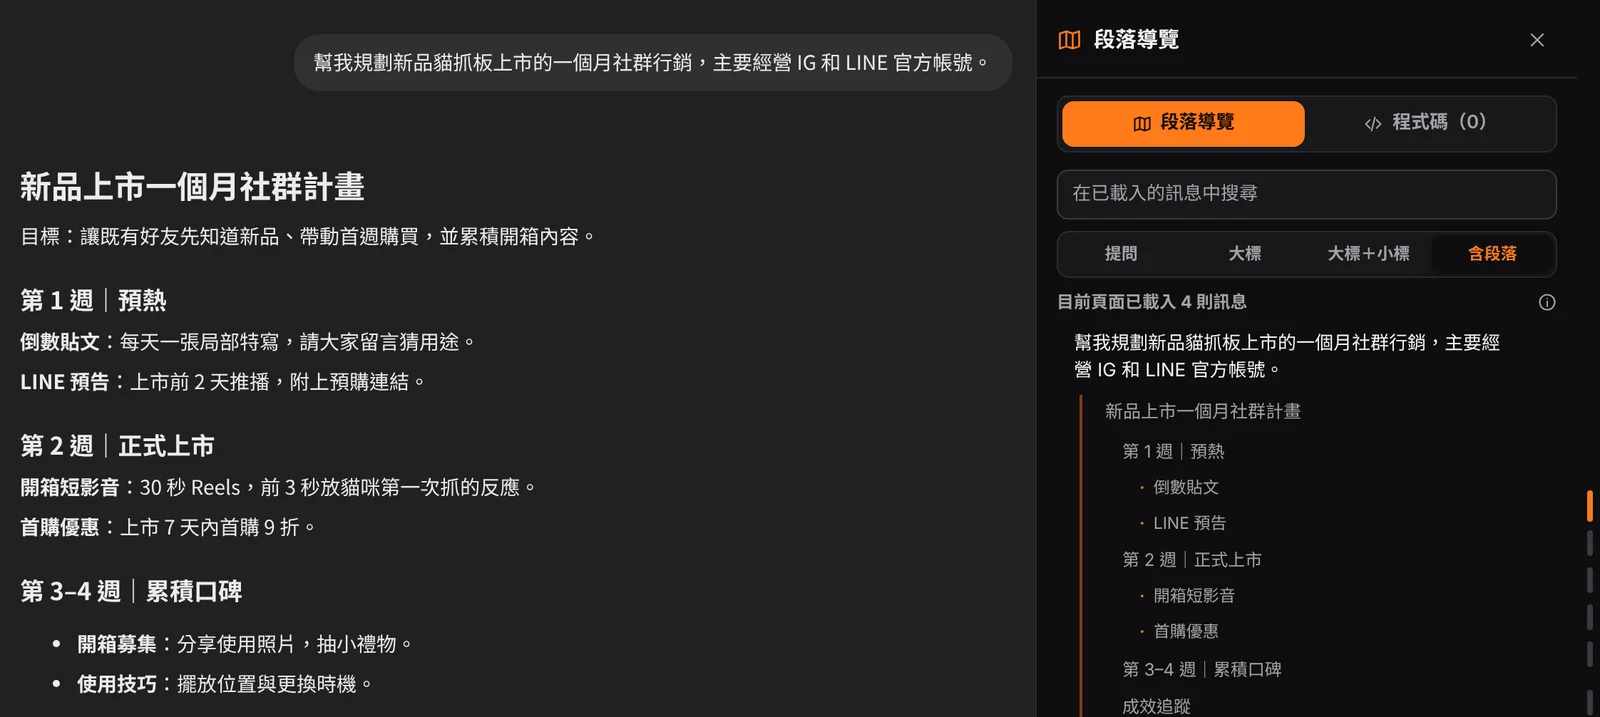 幫我規劃新品貓抓板上市的一個月社群行銷，主要經營 IG 和 LINE 官方帳號。
新品上市一個月社群計畫
目標：讓既有好友先知道新品、帶動首週購買，並累積開箱內容。
第 1 週｜預熱
倒數貼文：每天一張局部特寫，請大家留言猜用途。
LINE 預告：上市前 2 天推播，附上預購連結。
第 2 週｜正式上市
開箱短影音：30 秒 Reels，前 3 秒放貓咪第一次抓的反應。
首購優惠：上市 7 天內首購 9 折。
第 3–4 週｜累積口碑
• 開箱募集：分享使用照片，抽小禮物。
• 使用技巧：擺放位置與更換時機。
段落導覽
段落導覽
程式碼（0）
在已載入的訊息中搜尋
提問
大標
大標＋小標
含段落
目前頁面已載入 4 則訊息
幫我規劃新品貓抓板上市的一個月社群行銷，主要經
營 IG 和 LINE 官方帳號。
新品上市一個月社群計畫
第 1 週｜預熱
· 倒數貼文
· LINE 預告
第 2 週｜正式上市
· 開箱短影音
· 首購優惠
第 3–4 週｜累積口碑
成效追蹤